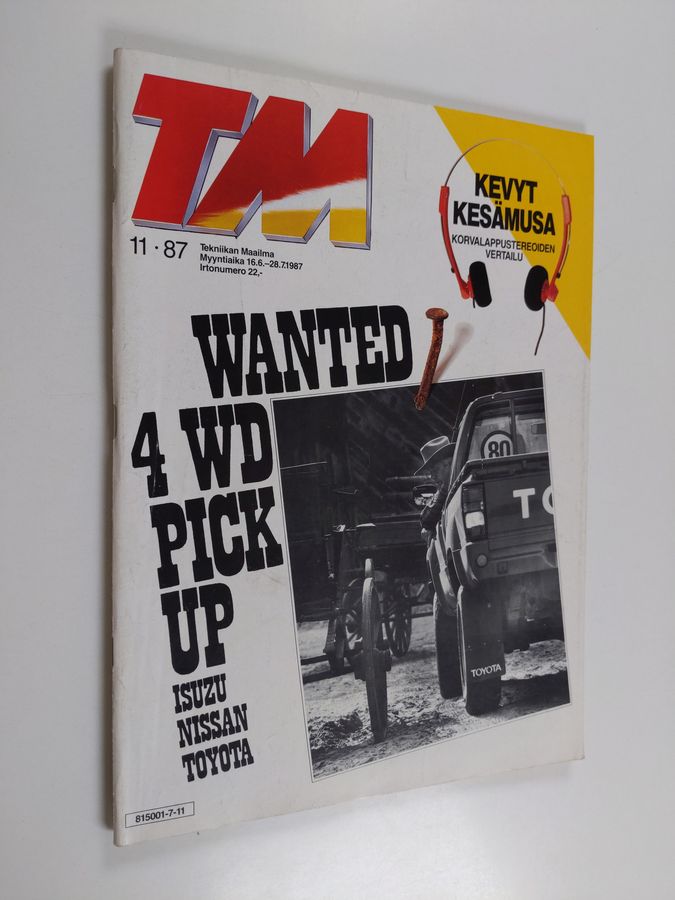 TM
11 · 87
Tekniikan Maailma
Myyntiaika 16.6.–28.7.1987
Irtonumero 22,-
KEVYT
KESÄMUSA
KORVALAPPUSTEREOIDEN
VERTAILU
WANTED
4 WD
PICK
UP
ISUZU
NISSAN
TOYOTA
80
TO
TOYOTA
815001-7-11